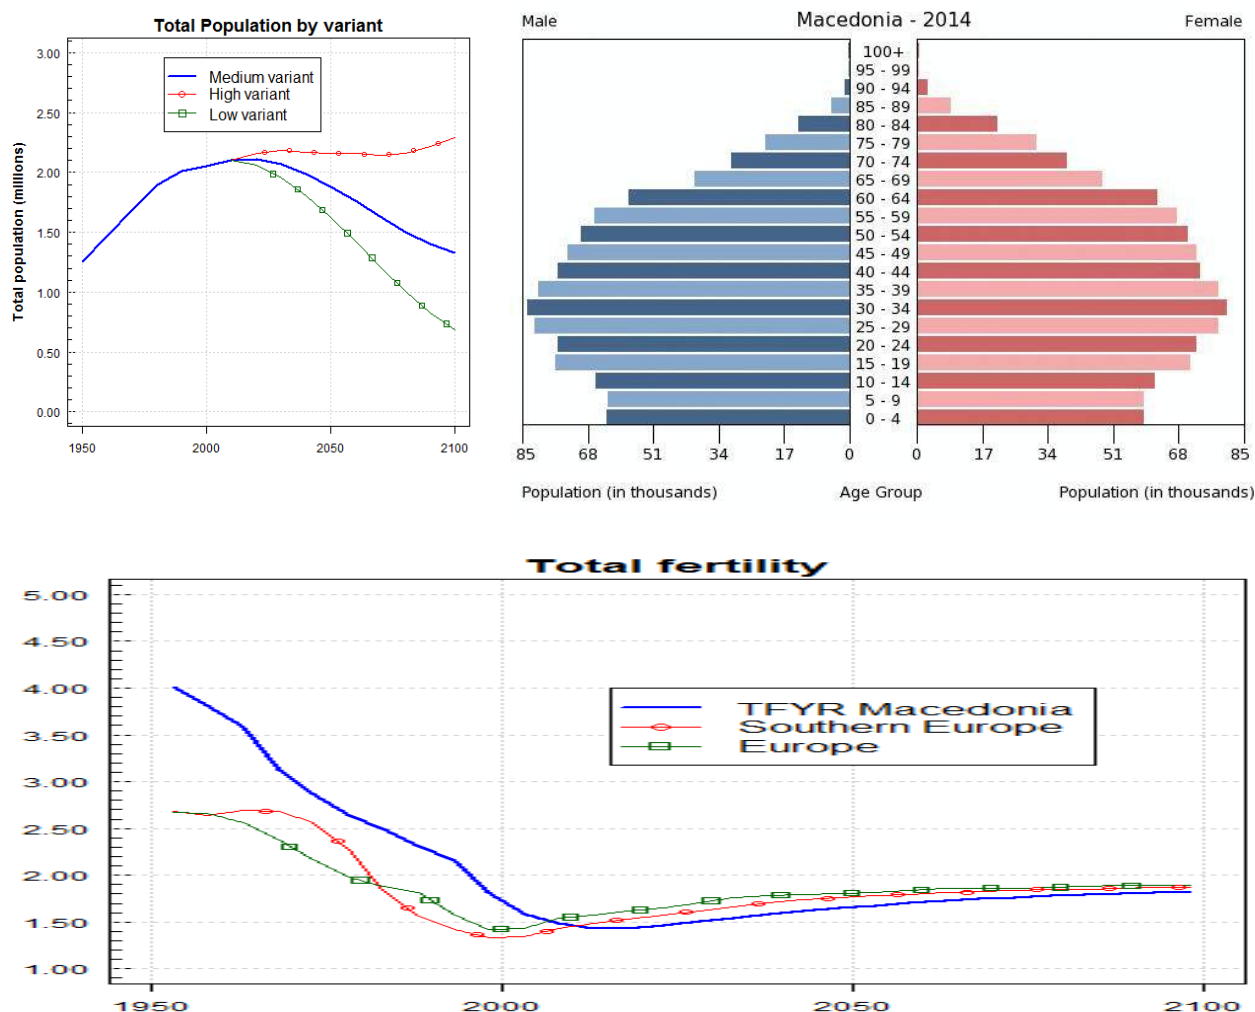 Total Population by variant
Total population (millions)
3.00
2.50
2.00
1.50
1.00
0.50
0.00
Medium variant
High variant
Low variant
1950 2000 2050 2100
Male Macedonia - 2014 Female
100+
95 - 99
90 - 94
85 - 89
80 - 84
75 - 79
70 - 74
65 - 69
60 - 64
55 - 59
50 - 54
45 - 49
40 - 44
35 - 39
30 - 34
25 - 29
20 - 24
15 - 19
10 - 14
5 - 9
0 - 4
85 68 51 34 17 0 0 17 34 51 68 85
Population (in thousands) Age Group Population (in thousands)
Total fertility
5.00
4.50
4.00
3.50
3.00
2.50
2.00
1.50
1.00
TFYR Macedonia
Southern Europe
Europe
1950 2000 2050 2100